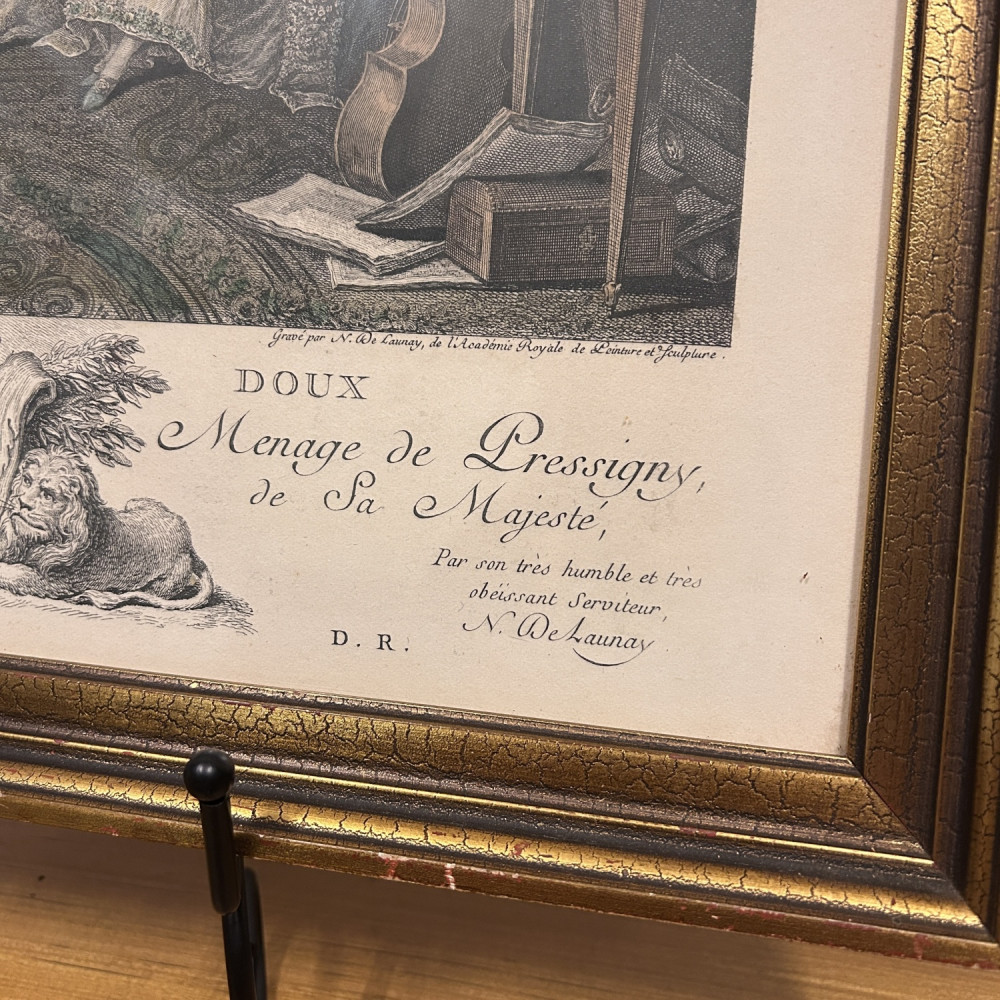 Gravé par N. De Launay, de l'Académie Royale de Peinture et Sculpture.
DOUX
Menage de Pressigny,
de Sa Majesté,
Par son très humble et très
obéissant Serviteur,
N. De Launay
D. R.